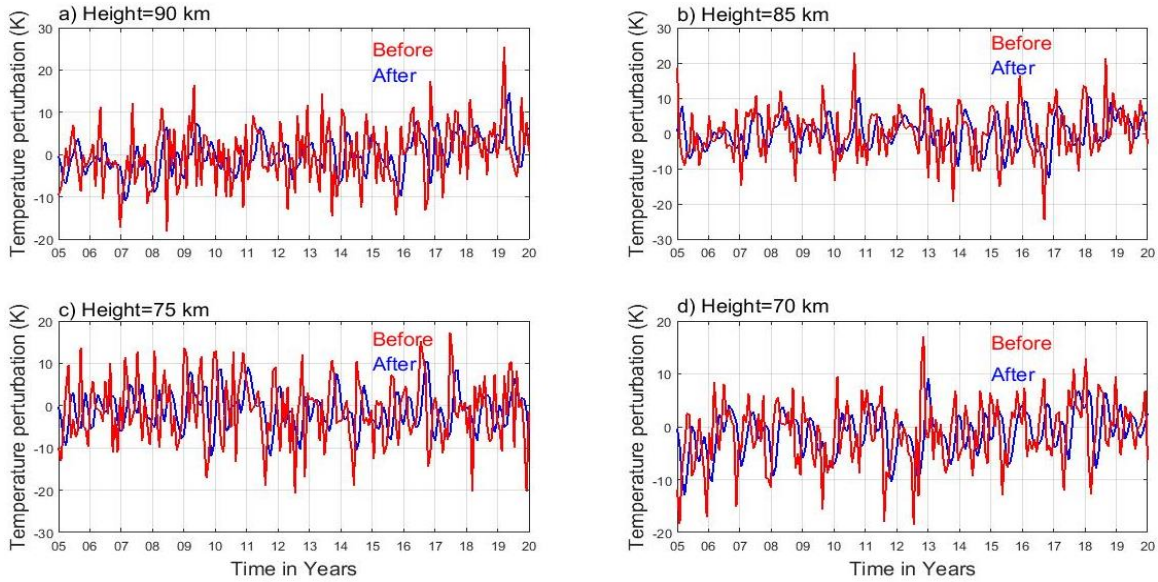 a) Height=90 km
Temperature perturbation (K)
30
20
10
0
-10
-20
Before
After
05 06 07 08 09 10 11 12 13 14 15 16 17 18 19 20
b) Height=85 km
Temperature perturbation (K)
30
20
10
0
-10
-20
-30
Before
After
05 06 07 08 09 10 11 12 13 14 15 16 17 18 19 20
c) Height=75 km
Temperature perturbation (K)
20
10
0
-10
-20
-30
Before
After
05 06 07 08 09 10 11 12 13 14 15 16 17 18 19 20
Time in Years
d) Height=70 km
Temperature perturbation (K)
20
10
0
-10
-20
Before
After
05 06 07 08 09 10 11 12 13 14 15 16 17 18 19 20
Time in Years